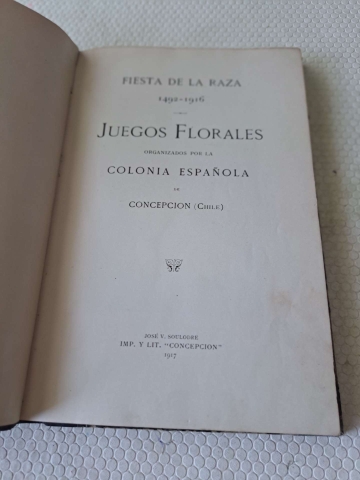 FIESTA DE LA RAZA
1492-1916
JUEGOS FLORALES
ORGANIZADOS POR LA
COLONIA ESPAÑOLA
DE
CONCEPCION (CHILE)
JOSÉ V. SOULODRE
IMP. Y LIT. "CONCEPCION"
1917